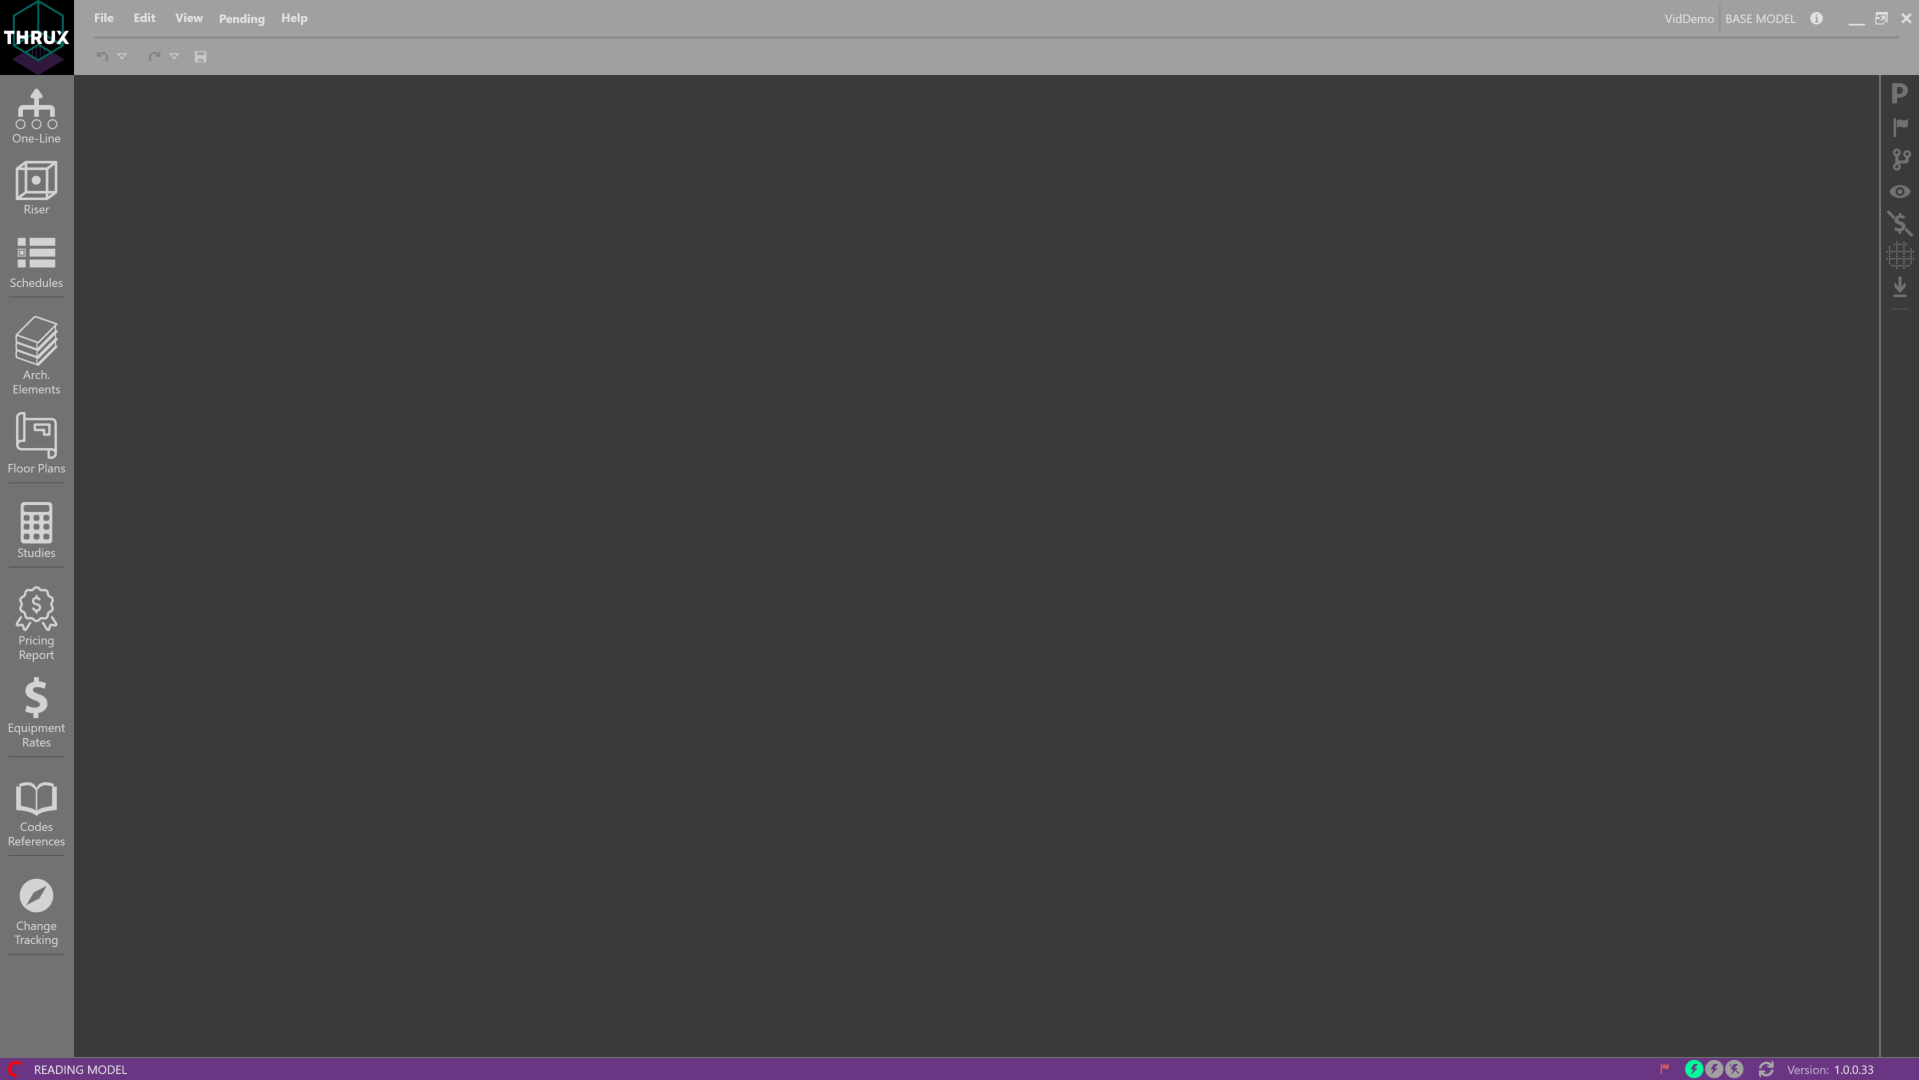 THRUX
File Edit View Pending Help
VidDemo BASE MODEL
One-Line
Riser
Schedules
Arch.
Elements
Floor Plans
Studies
Pricing
Report
Equipment
Rates
Codes
References
Change
Tracking
P
READING MODEL
Version: 1.0.0.33